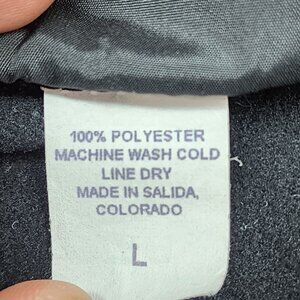 100% POLYESTER
MACHINE WASH COLD
LINE DRY
MADE IN SALIDA,
COLORADO
L